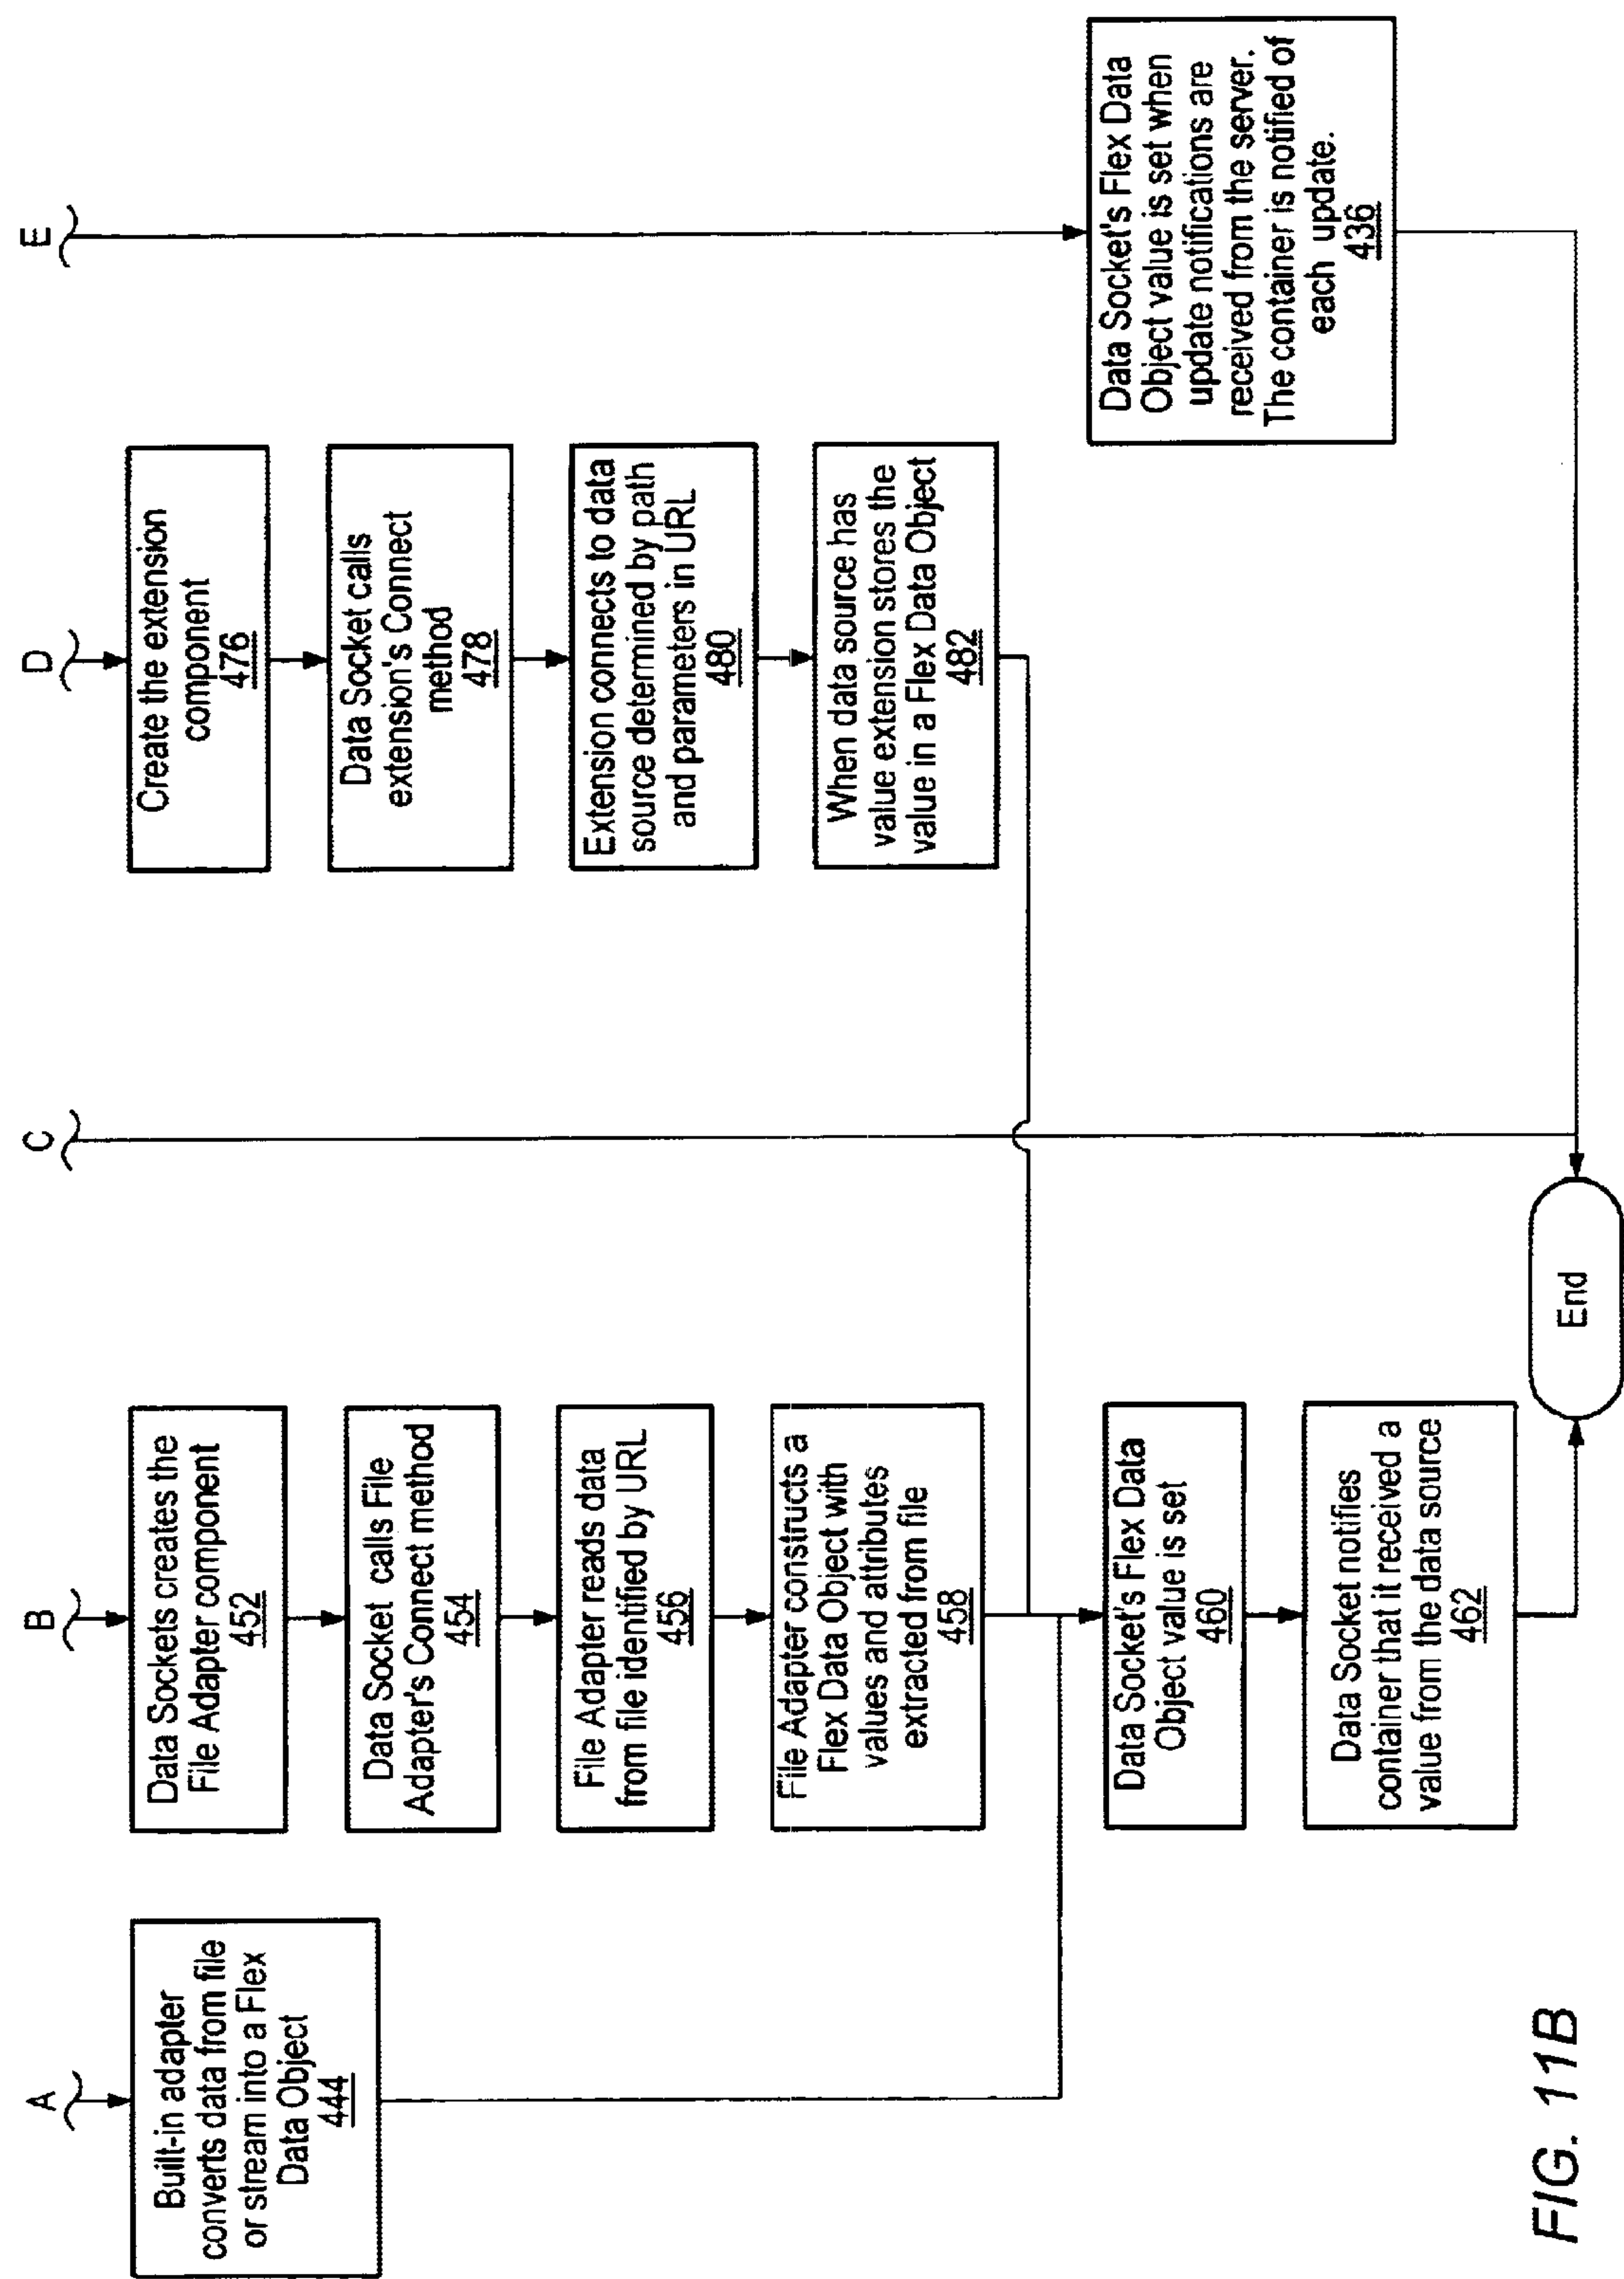 A
Built-in adapter
converts data from file
or stream into a Flex
Data Object
444
B
Data Sockets creates the
File Adapter component
452
Data Socket calls File
Adapter's Connect method
454
File Adapter reads data
from file identified by URL
456
File Adapter constructs a
Flex Data Object with
values and attributes
extracted from file
458
Data Socket's Flex Data
Object value is set
460
Data Socket notifies
container that it received a
value from the data source
462
C
D
Create the extension
component
476
Data Socket calls
extension's Connect
method
478
Extension connects to data
source determined by path
and parameters in URL
480
When data source has
value extension stores the
value in a Flex Data Object
482
E
Data Socket's Flex Data
Object value is set when
update notifications are
received from the server.
The container is notified of
each update.
436
End
FIG. 11B